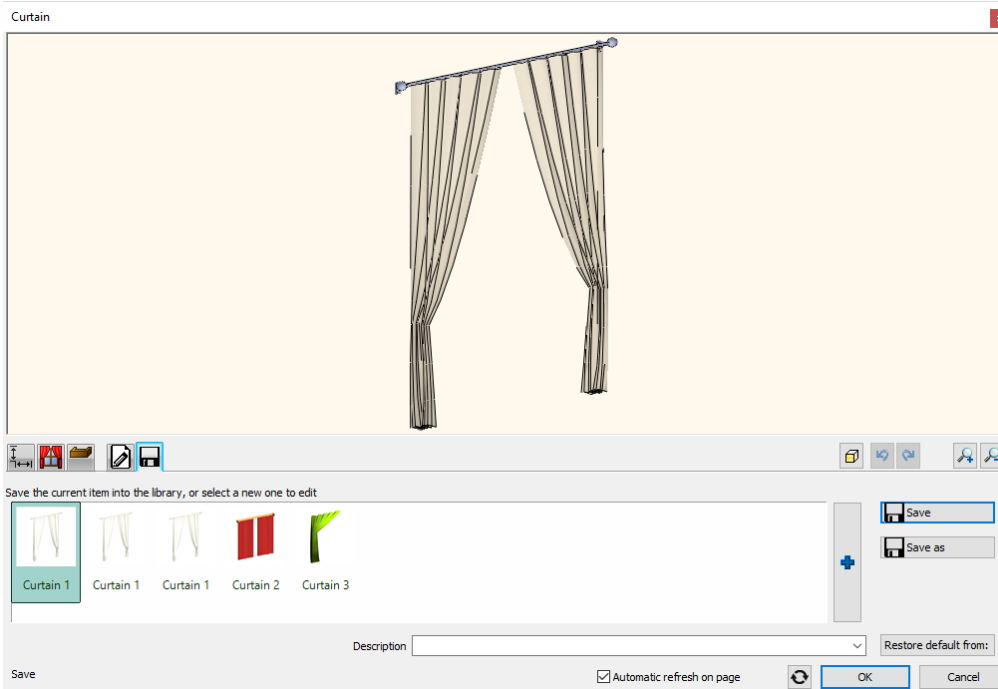 Curtain
Save the current item into the library, or select a new one to edit
Curtain 1
Curtain 1
Curtain 1
Curtain 2
Curtain 3
Save
Save as
Description
Restore default from:
Save
Automatic refresh on page
OK
Cancel